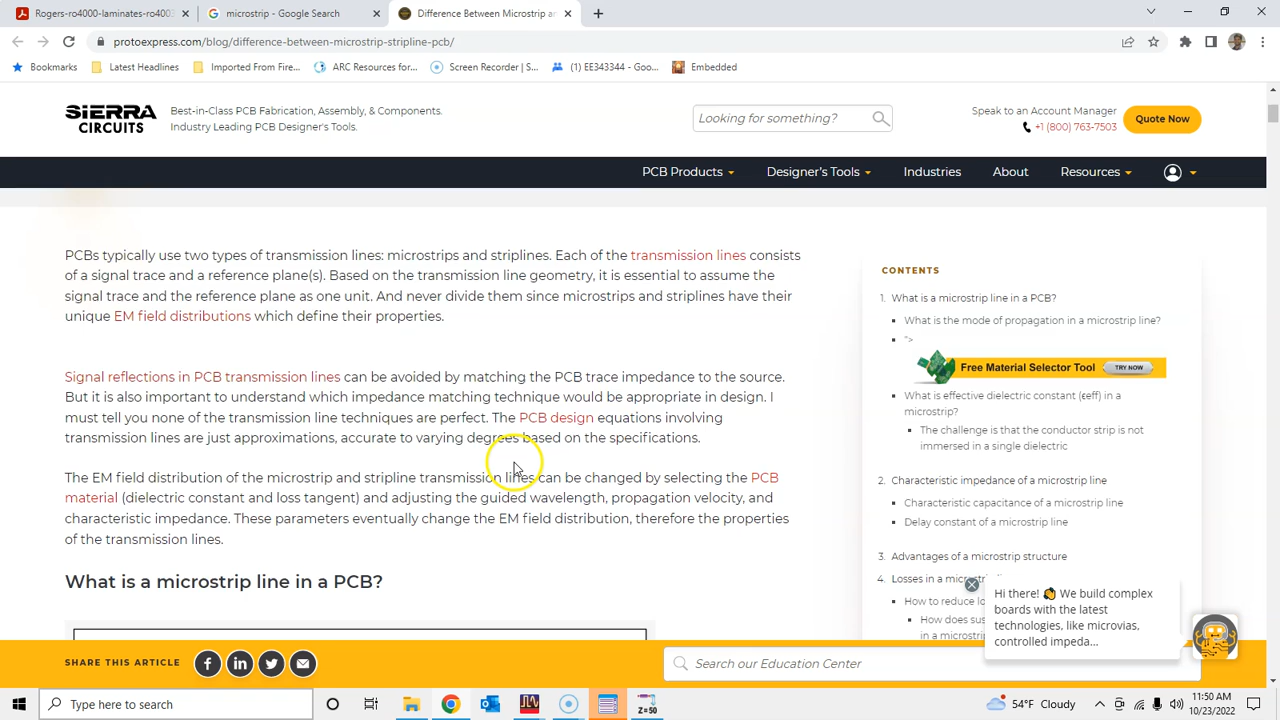 Rogers-ro4000-laminates-ro4003
microstrip - Google Search
Difference Between Microstrip an
protoexpress.com/blog/difference-between-microstrip-stripline-pcb/
Bookmarks
Latest Headlines
Imported From Fire...
ARC Resources for...
Screen Recorder | S...
(1) EE343344 - Goo...
Embedded
SIERRA
CIRCUITS
Best-in-Class PCB Fabrication, Assembly, & Components.
Industry Leading PCB Designer's Tools.
Looking for something?
Speak to an Account Manager
+1 (800) 763-7503
Quote Now
PCB Products
Designer's Tools
Industries
About
Resources
PCBs typically use two types of transmission lines: microstrips and striplines. Each of the transmission lines consists
of a signal trace and a reference plane(s). Based on the transmission line geometry, it is essential to assume the
signal trace and the reference plane as one unit. And never divide them since microstrips and striplines have their
unique EM field distributions which define their properties.
Signal reflections in PCB transmission lines can be avoided by matching the PCB trace impedance to the source.
But it is also important to understand which impedance matching technique would be appropriate in design. I
must tell you none of the transmission line techniques are perfect. The PCB design equations involving
transmission lines are just approximations, accurate to varying degrees based on the specifications.
The EM field distribution of the microstrip and stripline transmission lines can be changed by selecting the PCB
material (dielectric constant and loss tangent) and adjusting the guided wavelength, propagation velocity, and
characteristic impedance. These parameters eventually change the EM field distribution, therefore the properties
of the transmission lines.
What is a microstrip line in a PCB?
CONTENTS
1. What is a microstrip line in a PCB?
What is the mode of propagation in a microstrip line?
">
Free Material Selector Tool
TRY NOW
What is effective dielectric constant (εeff) in a
microstrip?
The challenge is that the conductor strip is not
immersed in a single dielectric
2. Characteristic impedance of a microstrip line
Characteristic capacitance of a microstrip line
Delay constant of a microstrip line
3. Advantages of a microstrip structure
4. Losses in a microstrip
How to reduce lo
How does sus
in a microstri
Hi there! 👋 We build complex
boards with the latest
technologies, like microvias,
controlled impeda...
SHARE THIS ARTICLE
Search our Education Center
Type here to search
Z=50
54°F Cloudy
11:50 AM
10/23/2022